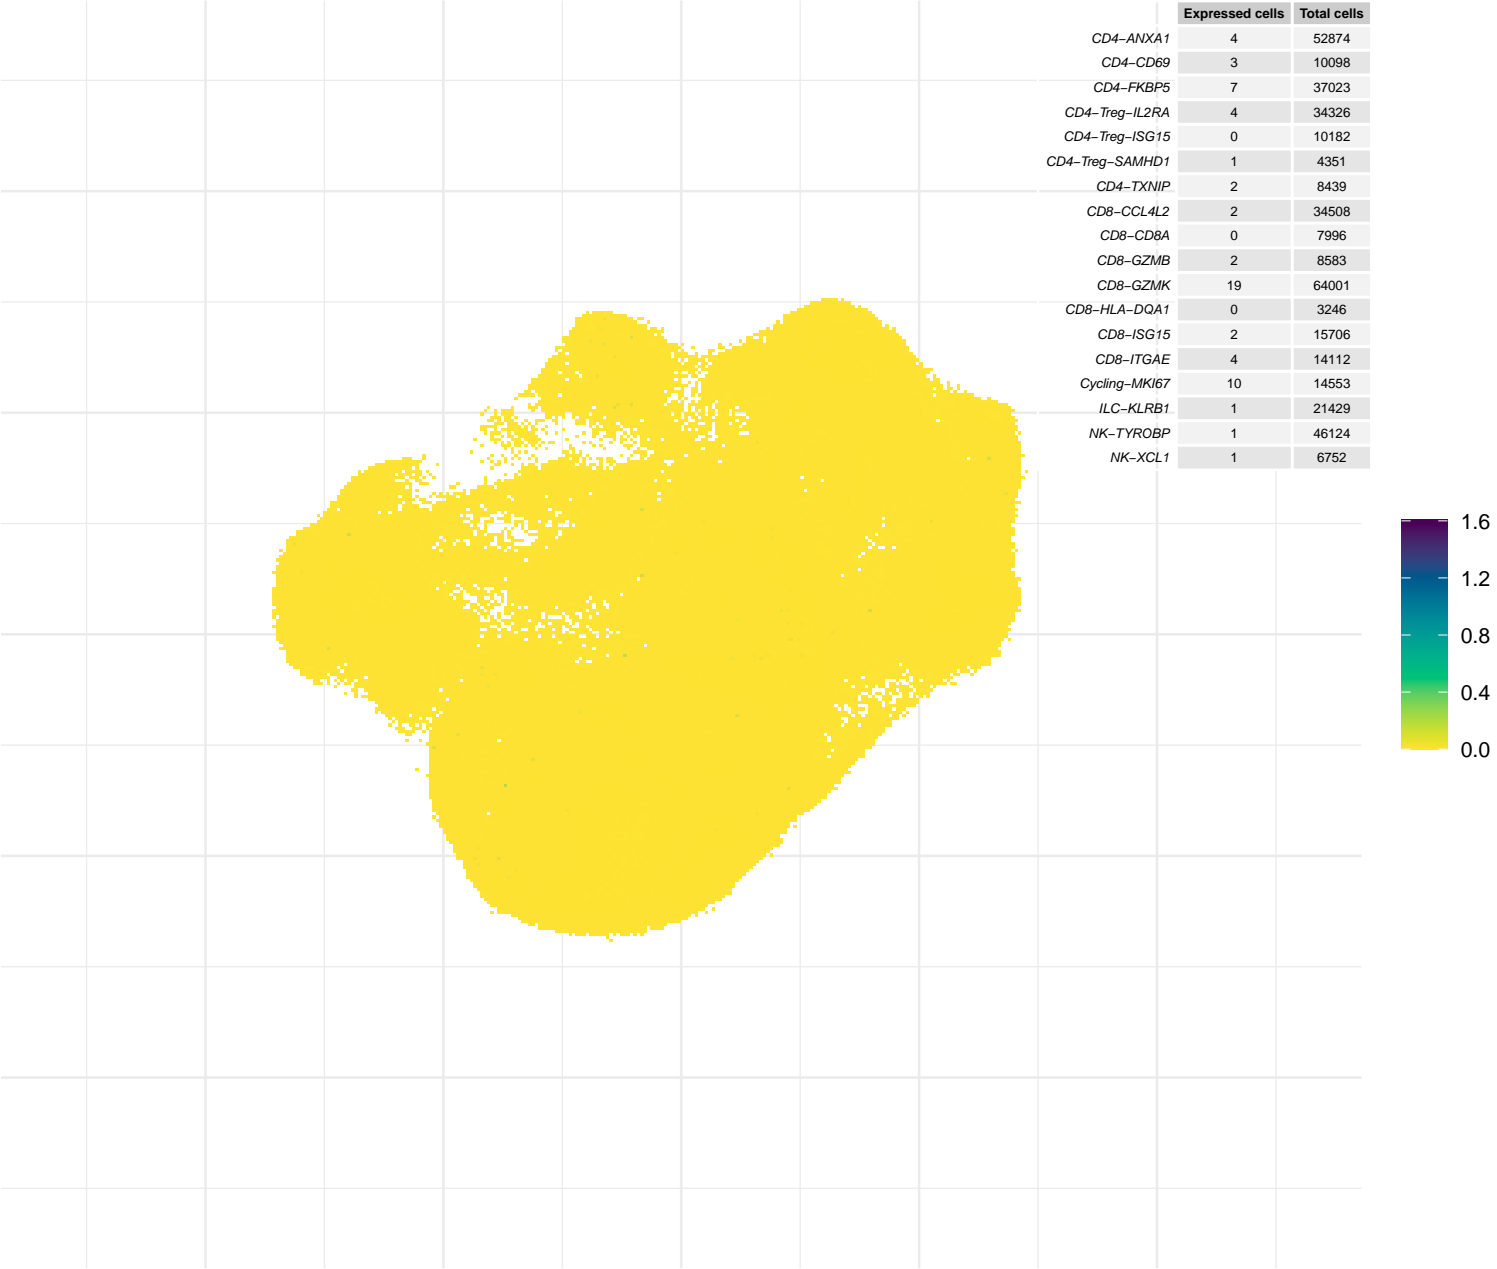 Expressed cells Total cells
CD4−ANXA1 4 52874
CD4−CD69 3 10098
CD4−FKBP5 7 37023
CD4−Treg−IL2RA 4 34326
CD4−Treg−ISG15 0 10182
CD4−Treg−SAMHD1 1 4351
CD4−TXNIP 2 8439
CD8−CCL4L2 2 34508
CD8−CD8A 0 7996
CD8−GZMB 2 8583
CD8−GZMK 19 64001
CD8−HLA−DQA1 0 3246
CD8−ISG15 2 15706
CD8−ITGAE 4 14112
Cycling−MKI67 10 14553
ILC−KLRB1 1 21429
NK−TYROBP 1 46124
NK−XCL1 1 6752
1.6
1.2
0.8
0.4
0.0